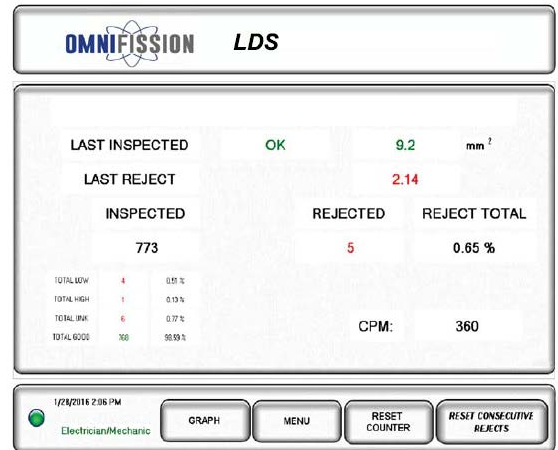 OMNIFISSION LDS
LAST INSPECTED OK 9.2 mm²
LAST REJECT 2.14
INSPECTED REJECTED REJECT TOTAL
773 5 0.65 %
TOTAL LOW 4 0.51 %
TOTAL HIGH 1 0.13 %
TOTAL UNK 6 0.77 %
TOTAL GOOD 768 98.59 %
CPM: 360
1/28/2016 2:06 PM
Electrician/Mechanic
GRAPH
MENU
RESET
COUNTER
RESET CONSECUTIVE
REJECTS